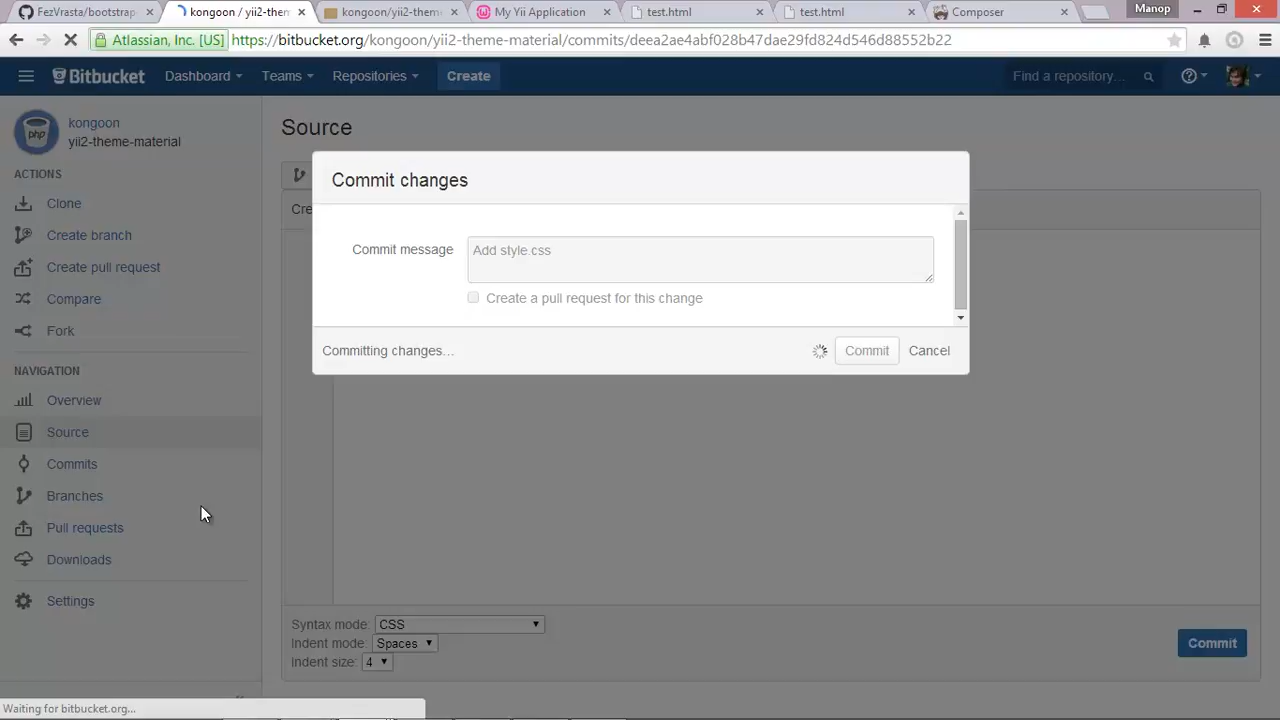 FezVrasta/bootstrap
kongoon / yii2-them
kongoon/yii2-theme
My Yii Application
test.html
test.html
Composer
Manop
Atlassian, Inc. [US]
https://bitbucket.org/kongoon/yii2-theme-material/commits/deea2ae4abf028b47dae29fd824d546d88552b22
Bitbucket
Dashboard
Teams
Repositories
Create
Find a repository...
php
kongoon
yii2-theme-material
ACTIONS
Clone
Create branch
Create pull request
Compare
Fork
NAVIGATION
Overview
Source
Commits
Branches
Pull requests
Downloads
Settings
Source
Cre
Commit changes
Commit message
Add style.css
Create a pull request for this change
Committing changes…
Commit
Cancel
Syntax mode: CSS
Indent mode: Spaces
Indent size: 4
Commit
Waiting for bitbucket.org...